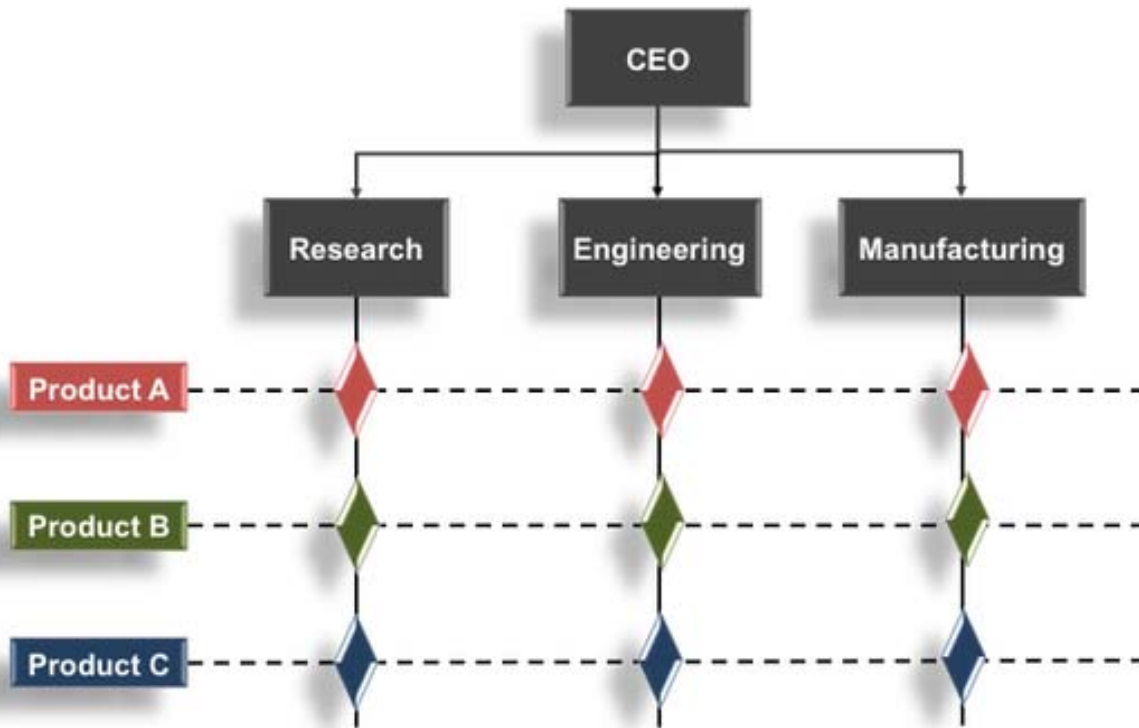 CEO
Research
Engineering
Manufacturing
Product A
Product B
Product C